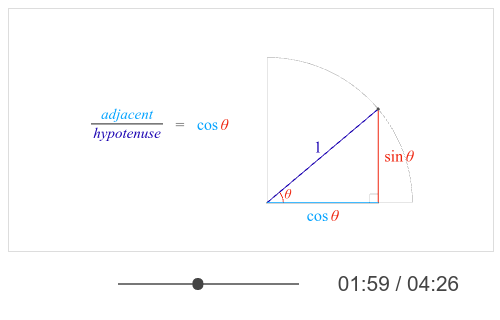 adjacent
hypotenuse
= cos θ
1
sin θ
θ
cos θ
01:59 / 04:26